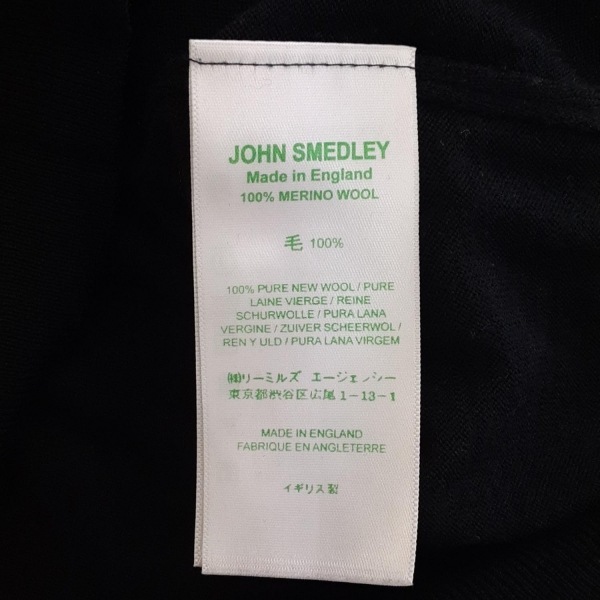 JOHN SMEDLEY
Made in England
100% MERINO WOOL
毛 100%
100% PURE NEW WOOL / PURE
LAINE VIERGE / REINE
SCHURWOLLE / PURA LANA
VERGINE / ZUIVER SCHEERWOL /
REN Y ULD / PURA LANA VIRGEM
㈱リーミルズ エージェンシー
東京都渋谷区広尾1-13-1
MADE IN ENGLAND
FABRIQUE EN ANGLETERRE
イギリス製